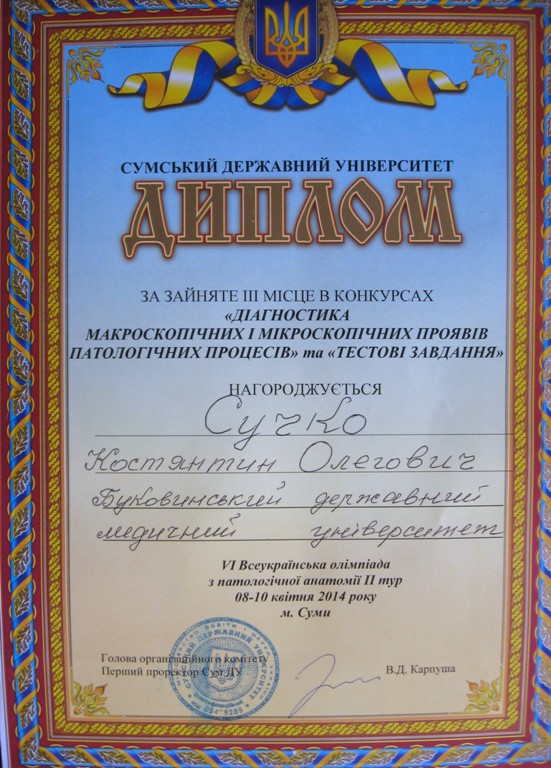 СУМСЬКИЙ ДЕРЖАВНИЙ УНІВЕРСИТЕТ
ДИПЛОМ
ЗА ЗАЙНЯТЕ ІІІ МІСЦЕ В КОНКУРСАХ
«ДІАГНОСТИКА
МАКРОСКОПІЧНИХ І МІКРОСКОПІЧНИХ ПРОЯВІВ
ПАТОЛОГІЧНИХ ПРОЦЕСІВ» та «ТЕСТОВІ ЗАВДАННЯ»
НАГОРОДЖУЄТЬСЯ
Сучко
Костянтин Олегович
Буковинський державний
медичний університет
VI Всеукраїнська олімпіада
з патологічної анатомії ІІ тур
08-10 квітня 2014 року
м. Суми
Голова організаційного комітету
Перший проректор СумДУ
В.Д. Карпуша